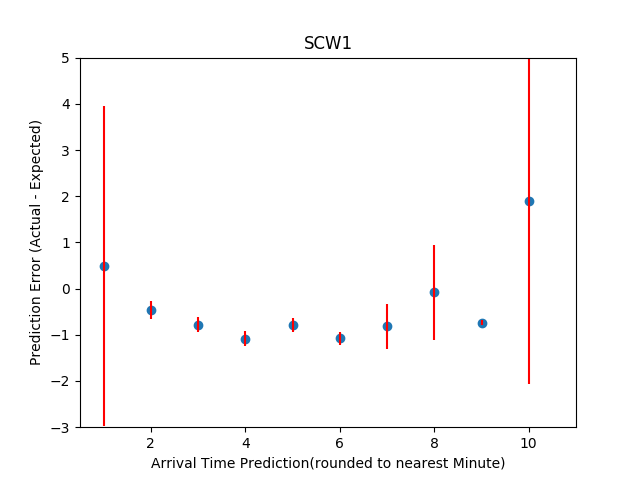 SCW1
Prediction Error (Actual - Expected)
5
4
3
2
1
0
−1
−2
−3
2 4 6 8 10
Arrival Time Prediction(rounded to nearest Minute)